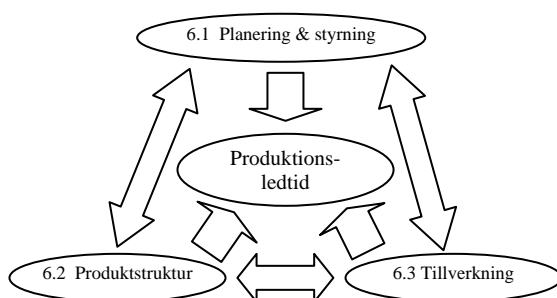 6.1 Planering & styrning
Produktions-
ledtid
6.2 Produktstruktur
6.3 Tillverkning